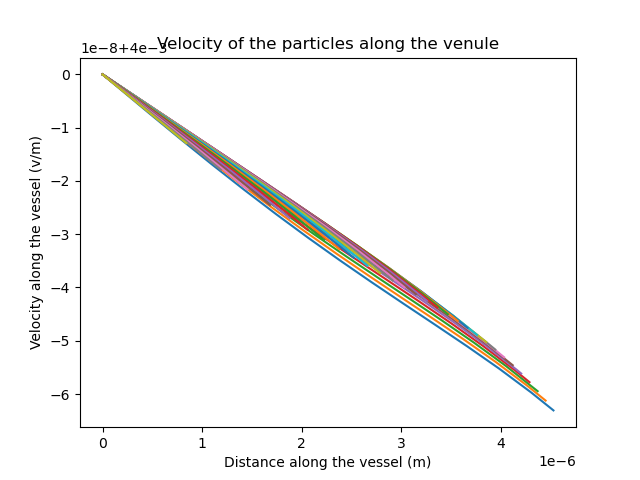 Velocity of the particles along the venule
1e−8+4e−3
0
−1
−2
−3
−4
−5
−6
Velocity along the vessel (v/m)
0 1 2 3 4
1e−6
Distance along the vessel (m)